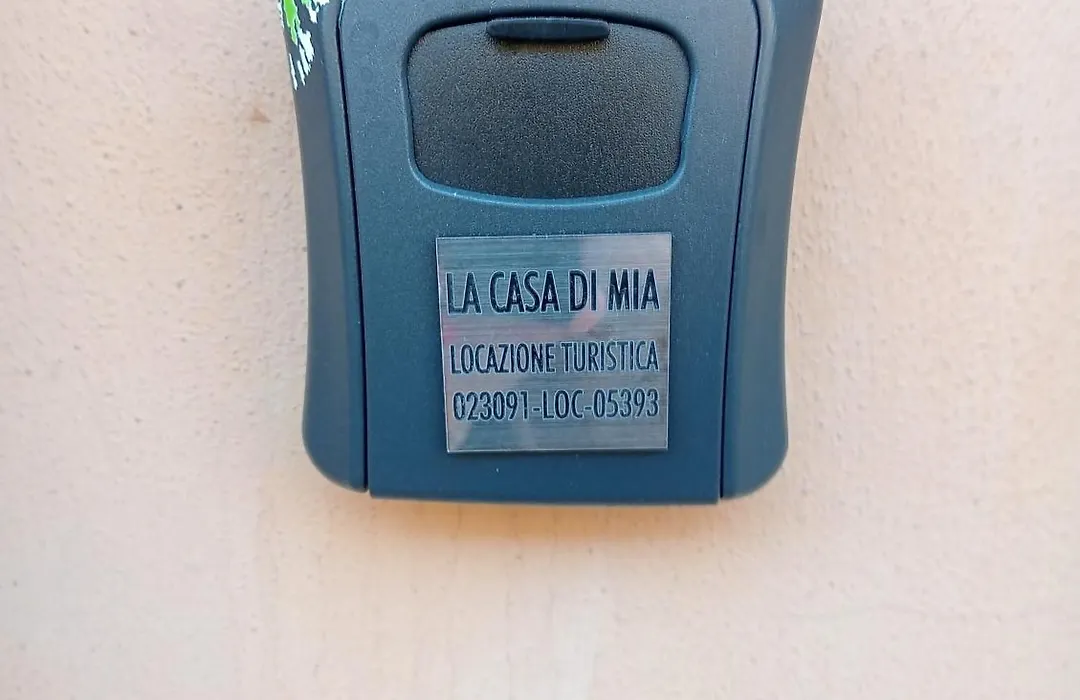 LA CASA DI MIA
LOCAZIONE TURISTICA
023091-LOC-05393